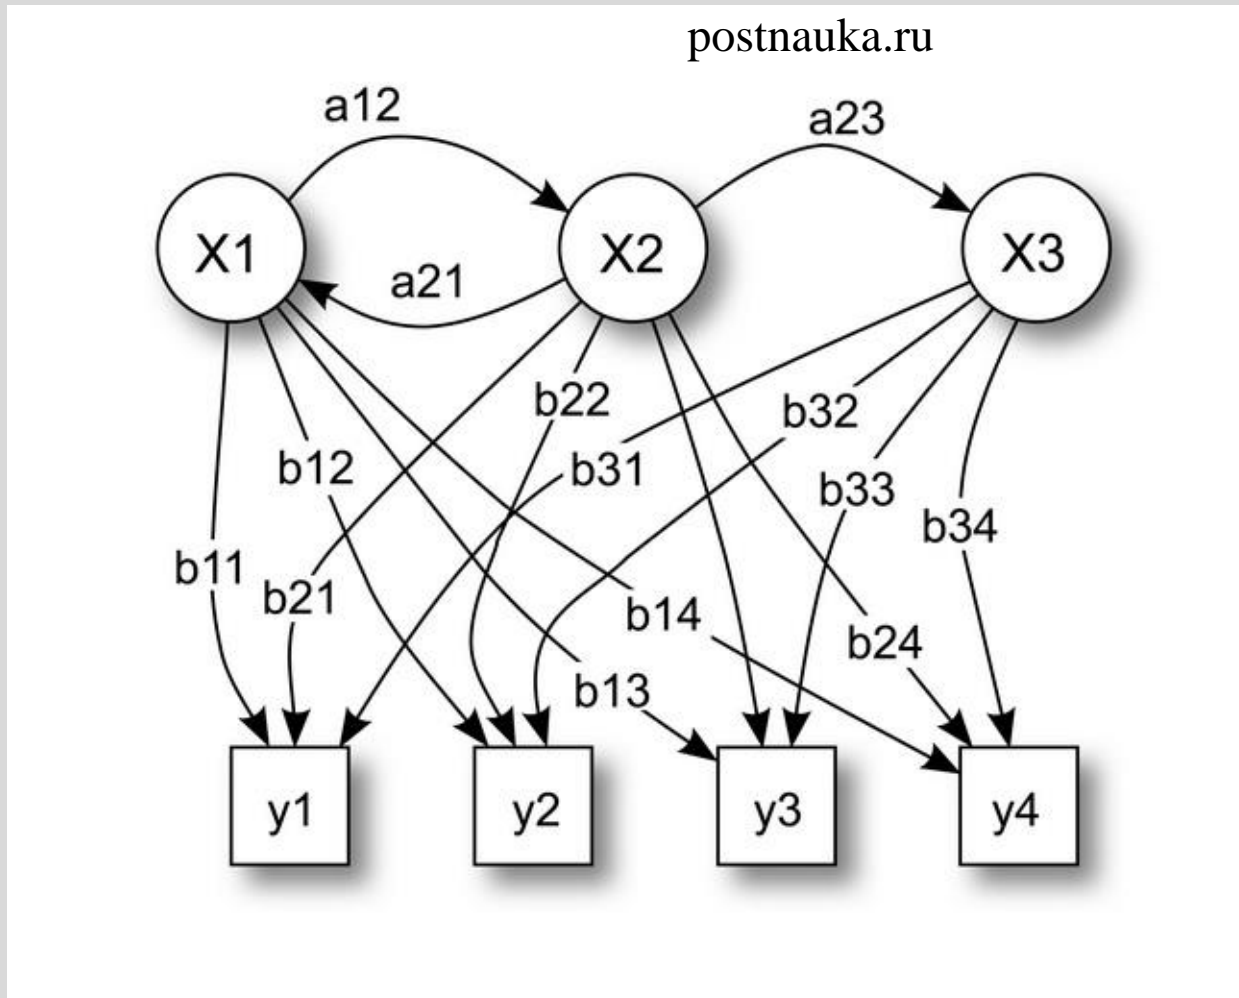 postnauka.ru
a12
a23
X1
X2
X3
a21
b22
b32
b12
b31
b33
b34
b11
b21
b14
b24
b13
y1
y2
y3
y4